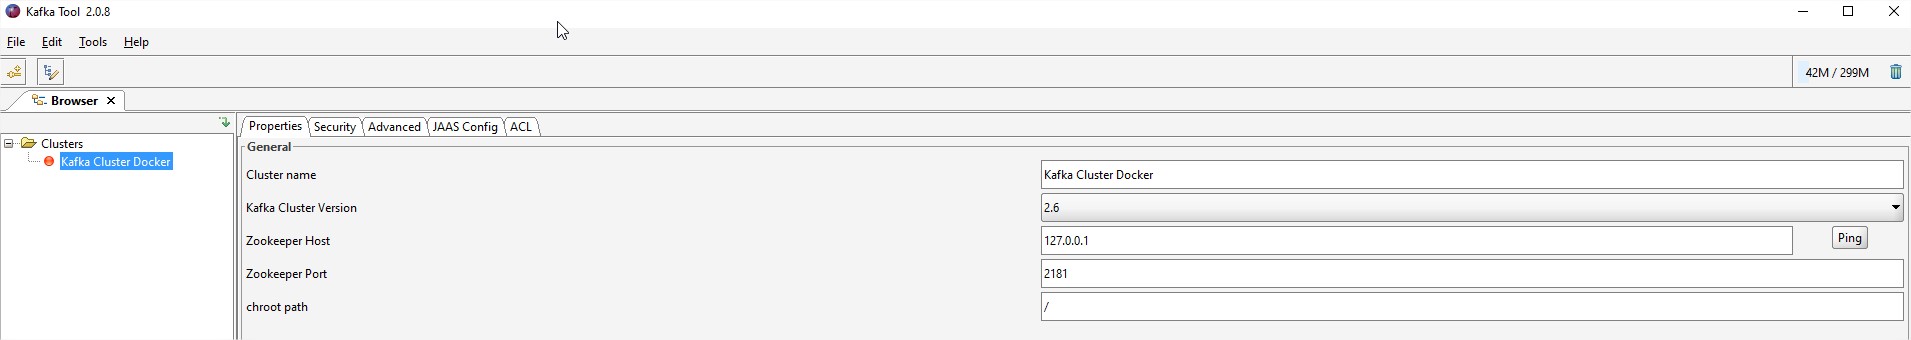 Kafka Tool 2.0.8
File Edit Tools Help
42M / 299M
Browser
Properties Security Advanced JAAS Config ACL
Clusters
Kafka Cluster Docker
General
Cluster name Kafka Cluster Docker
Kafka Cluster Version 2.6
Zookeeper Host 127.0.0.1 Ping
Zookeeper Port 2181
chroot path /